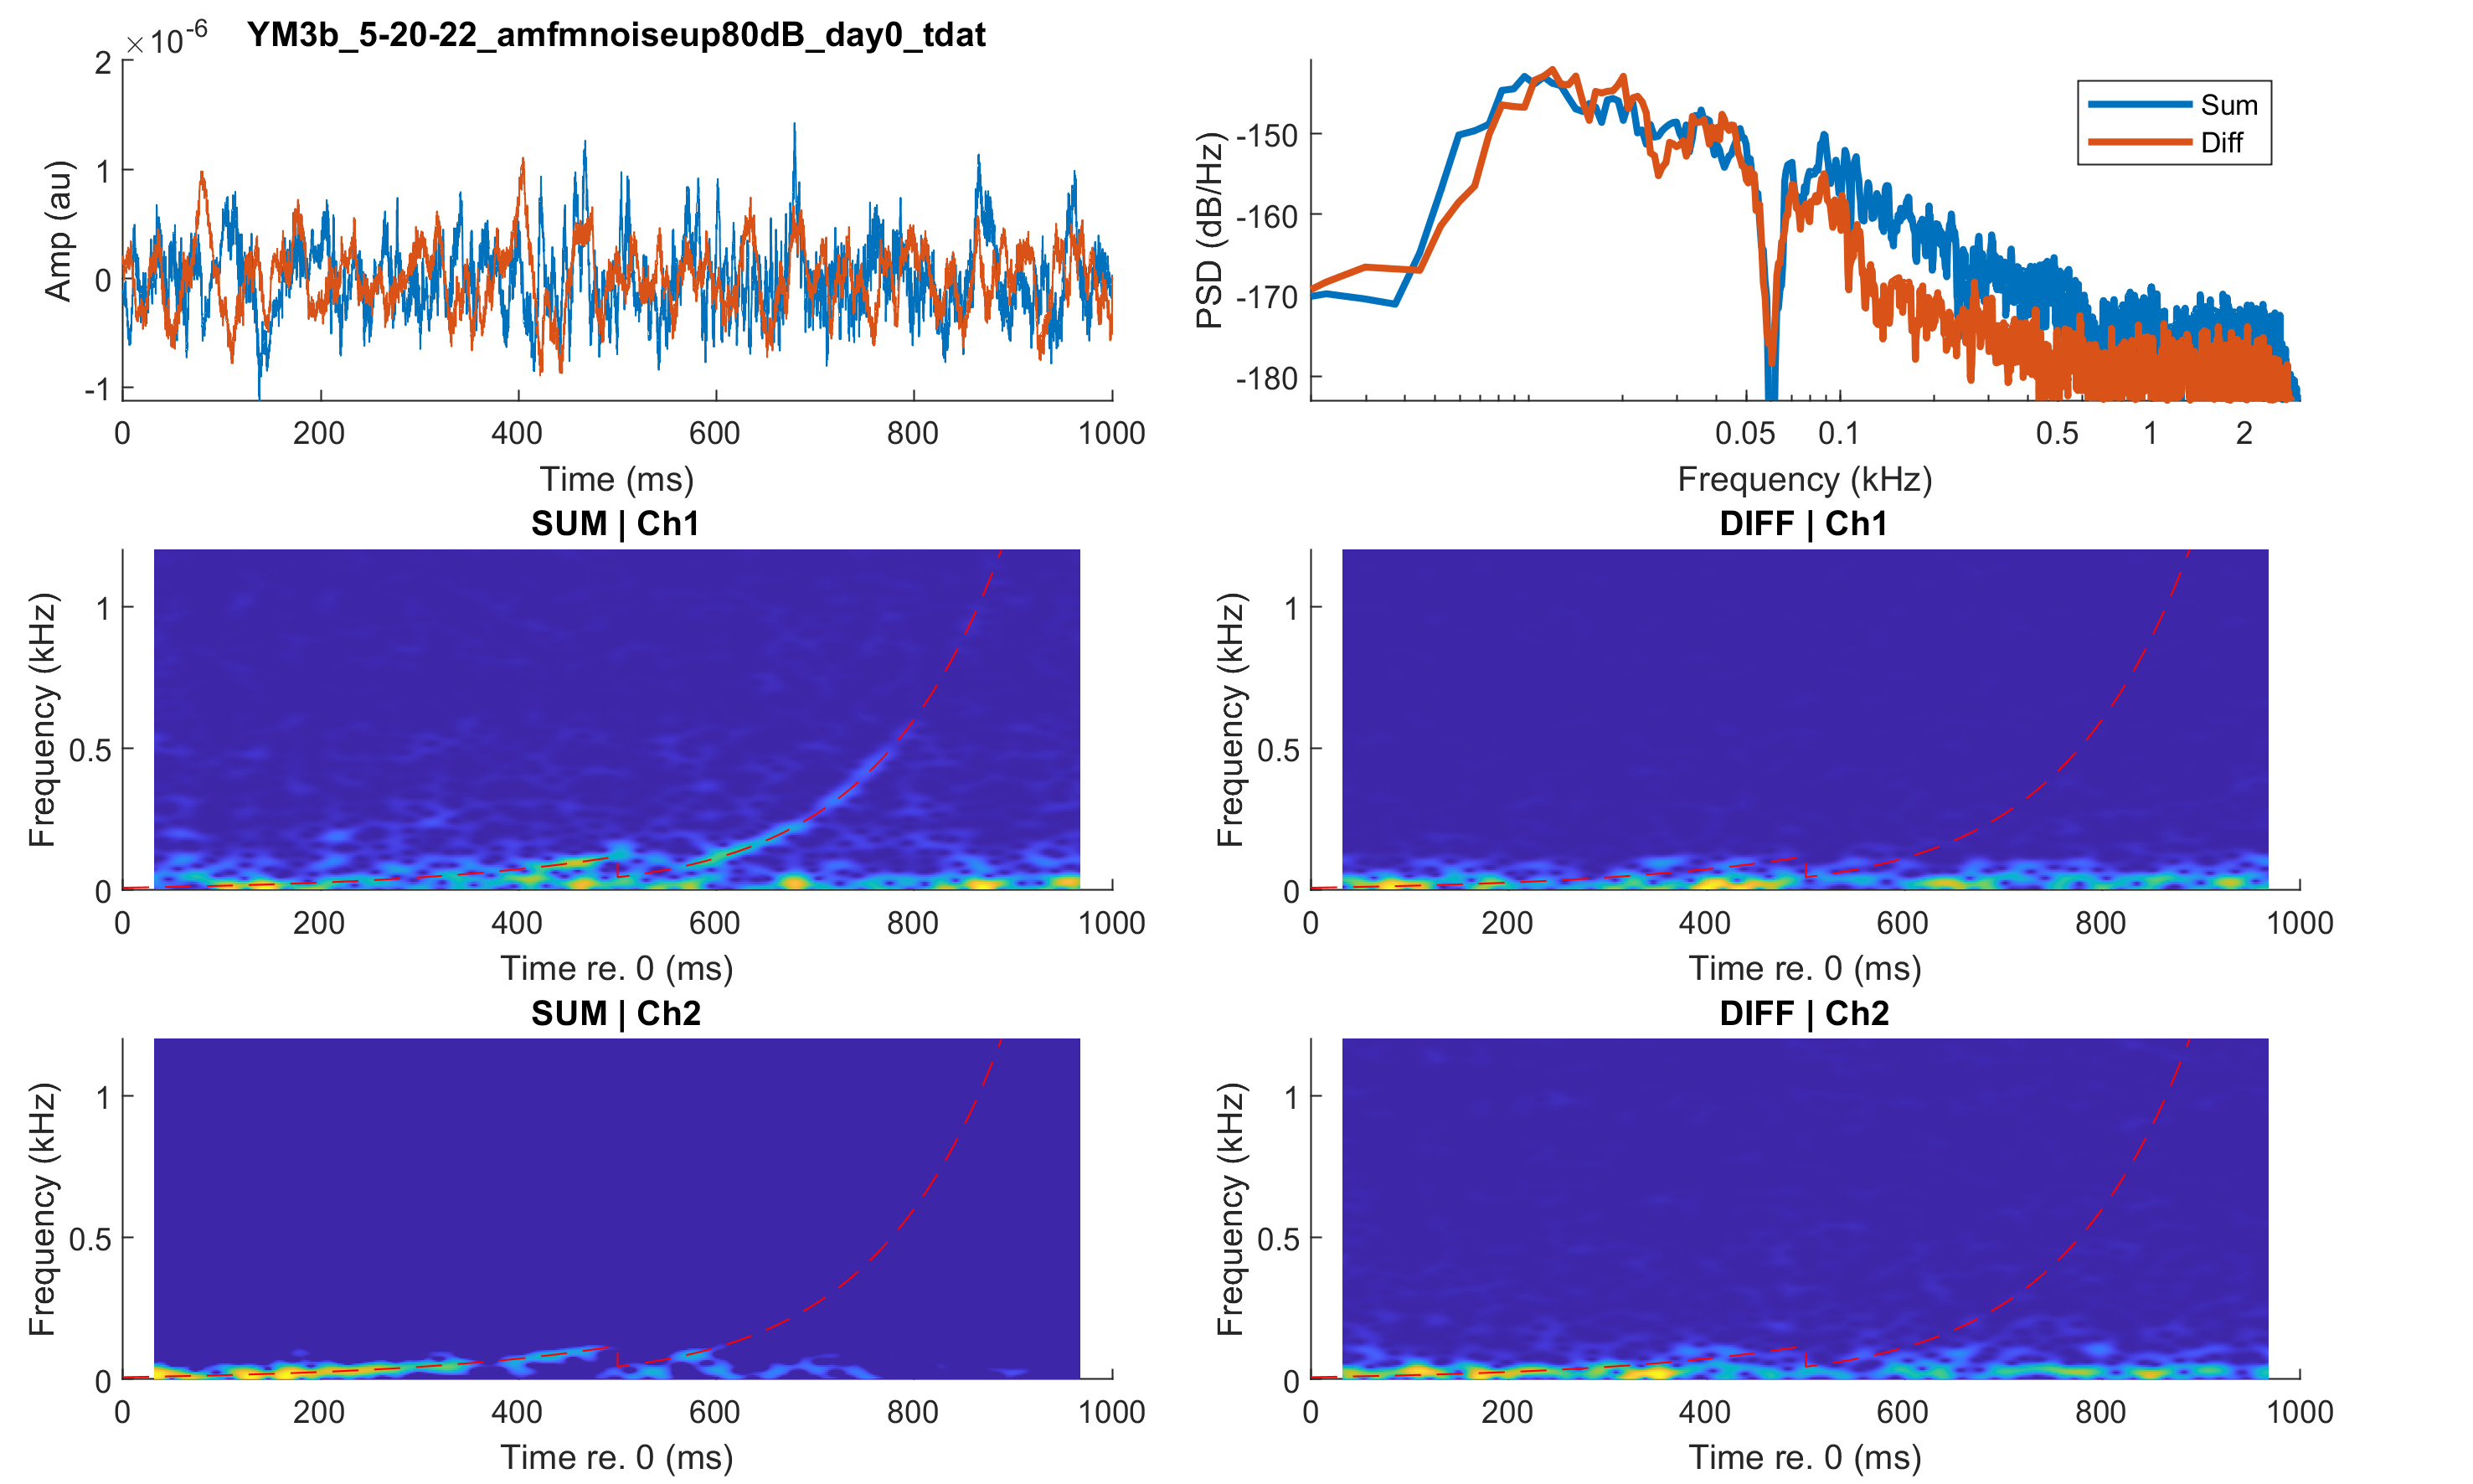 YM3b_5-20-22_amfmnoiseup80dB_day0_tdat
×10-6
2
1
0
-1
Amp (au)
0 200 400 600 800 1000
Time (ms)
-150
-160
-170
-180
PSD (dB/Hz)
Sum
Diff
0.05 0.1 0.5 1 2
Frequency (kHz)
SUM | Ch1
1
0.5
0
Frequency (kHz)
0 200 400 600 800 1000
Time re. 0 (ms)
DIFF | Ch1
1
0.5
0
Frequency (kHz)
0 200 400 600 800 1000
Time re. 0 (ms)
SUM | Ch2
1
0.5
0
Frequency (kHz)
0 200 400 600 800 1000
Time re. 0 (ms)
DIFF | Ch2
1
0.5
0
Frequency (kHz)
0 200 400 600 800 1000
Time re. 0 (ms)